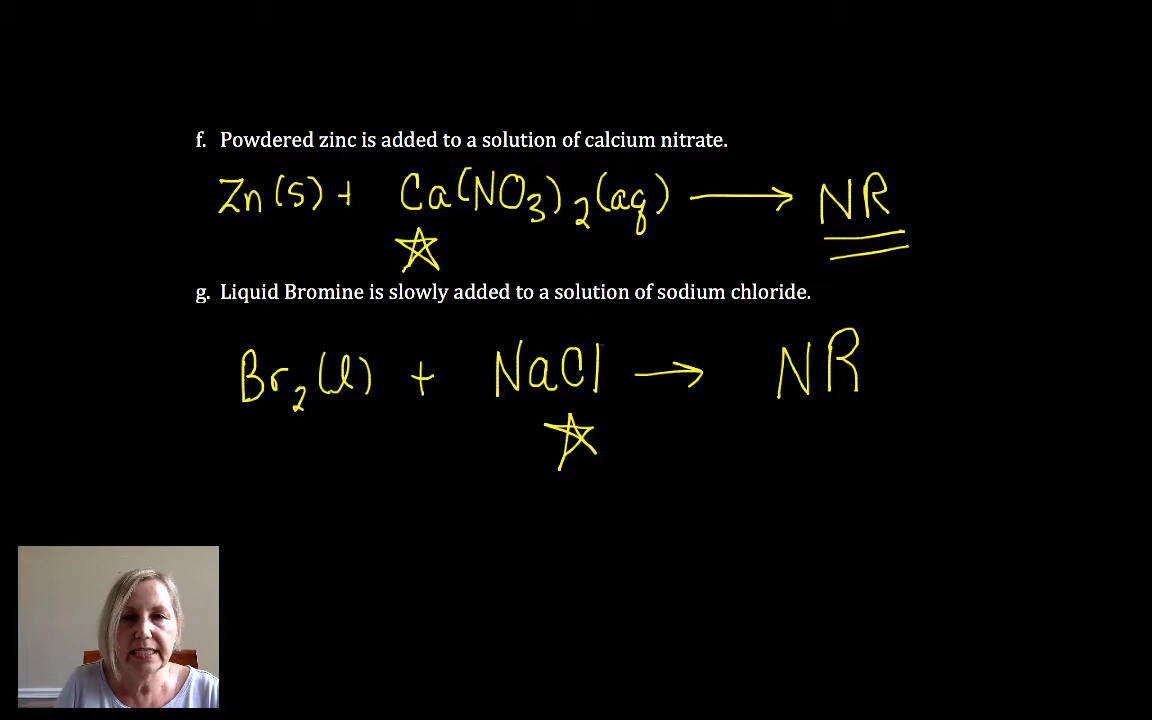 f. Powdered zinc is added to a solution of calcium nitrate.
Zn(s) + Ca(NO3)2(aq) ⟶ NR
g. Liquid Bromine is slowly added to a solution of sodium chloride.
Br2(l) + NaCl → NR